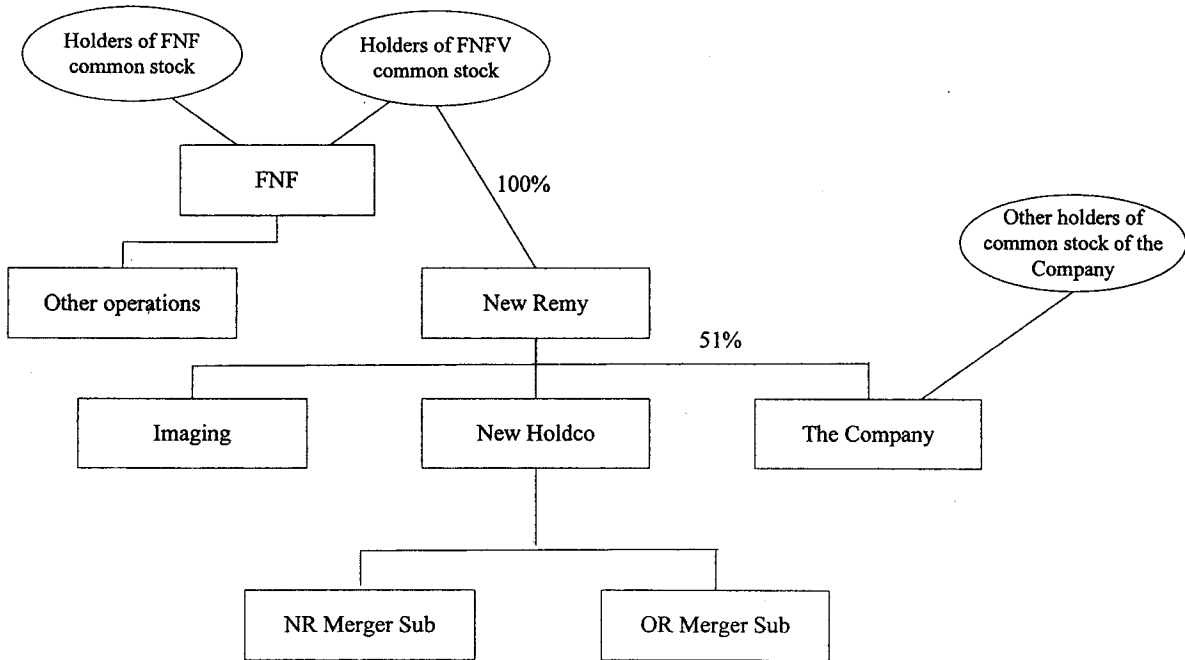 Holders of FNF
common stock
Holders of FNFV
common stock
FNF
100%
Other holders of
common stock of the
Company
Other operations
New Remy
51%
Imaging
New Holdco
The Company
NR Merger Sub
OR Merger Sub